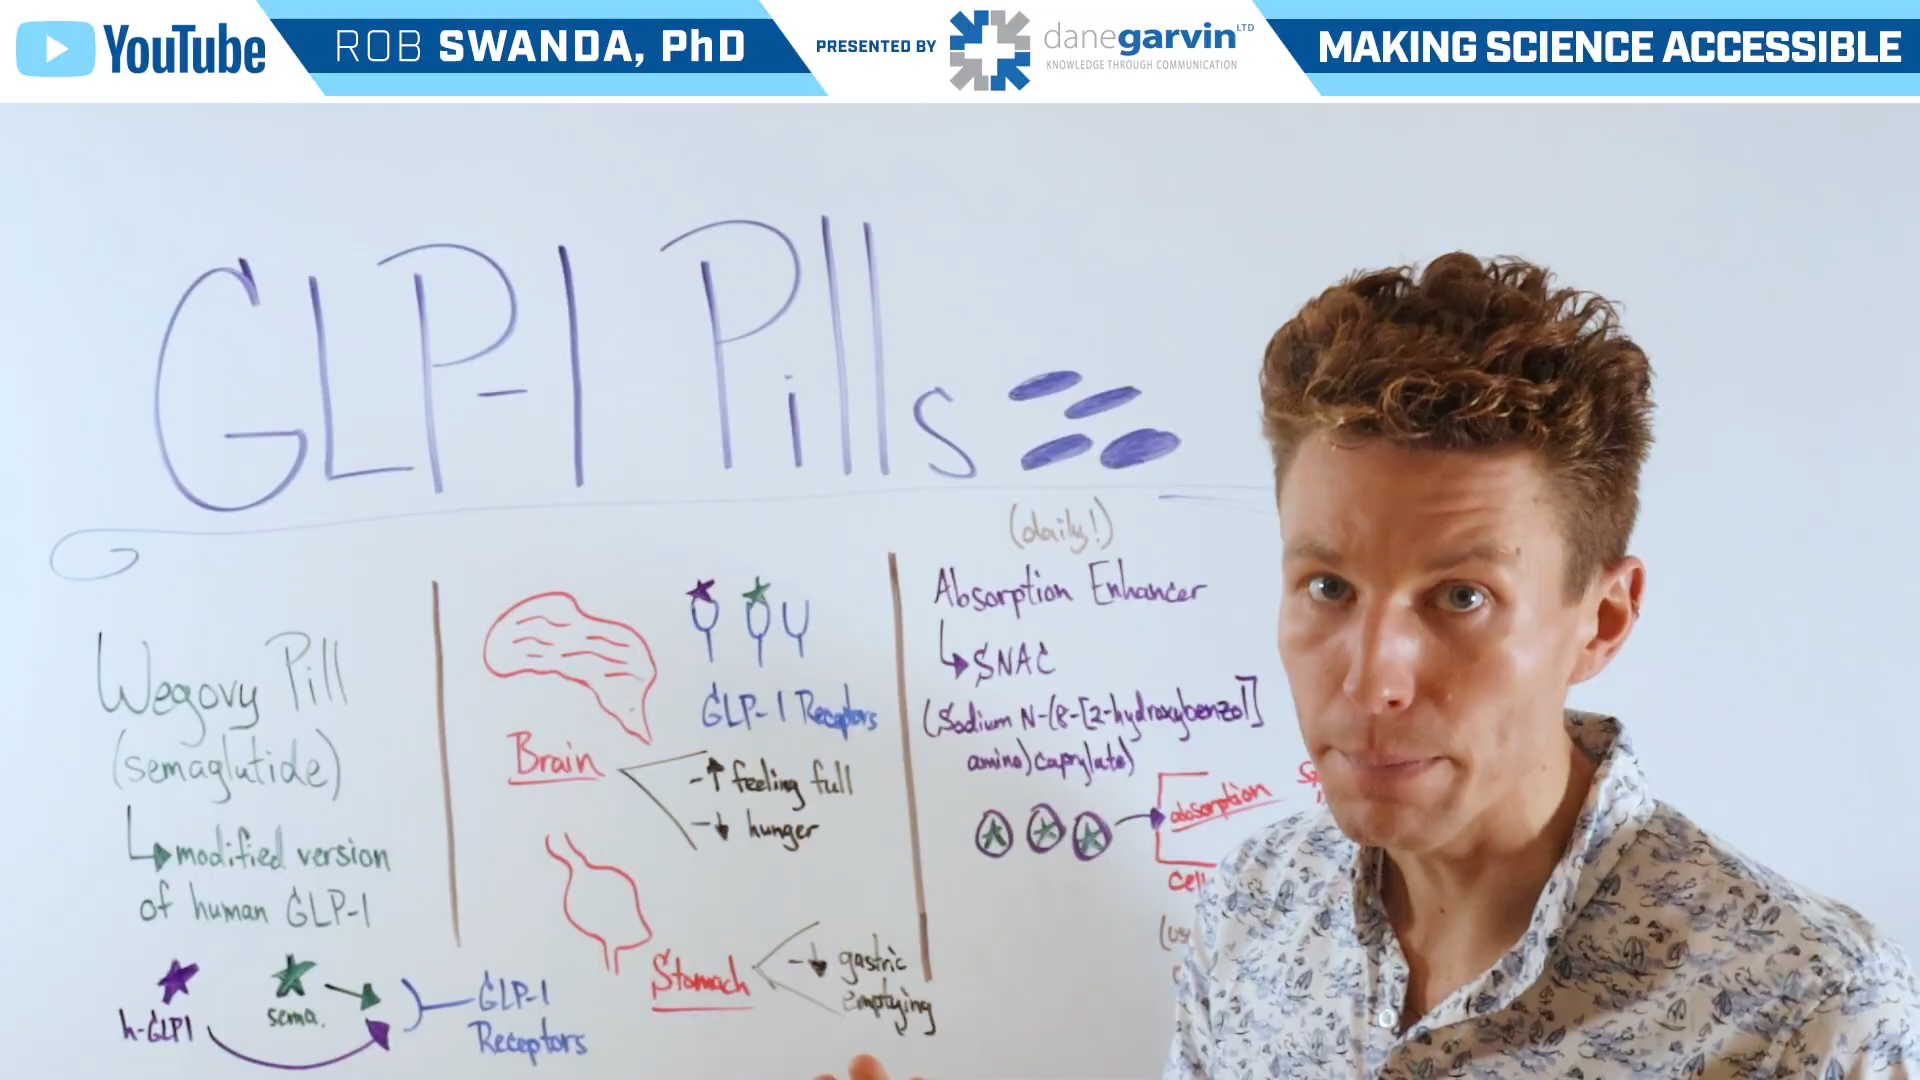 YouTube
ROB SWANDA, PhD
PRESENTED BY
danegarvin LTD
KNOWLEDGE THROUGH COMMUNICATION
MAKING SCIENCE ACCESSIBLE
GLP-1 Pills
Wegovy Pill
(semaglutide)
modified version
of human GLP-1
h-GLP1
sema.
GLP-1
Receptors
GLP-1 Receptors
Brain
-↑ feeling full
-↓ hunger
Stomach
-↓ gastric
emptying
(daily!)
Absorption Enhancer
SNAC
(Sodium N-(8-[2-hydroxybenzol]
amino)caprylate)
absorption
cell